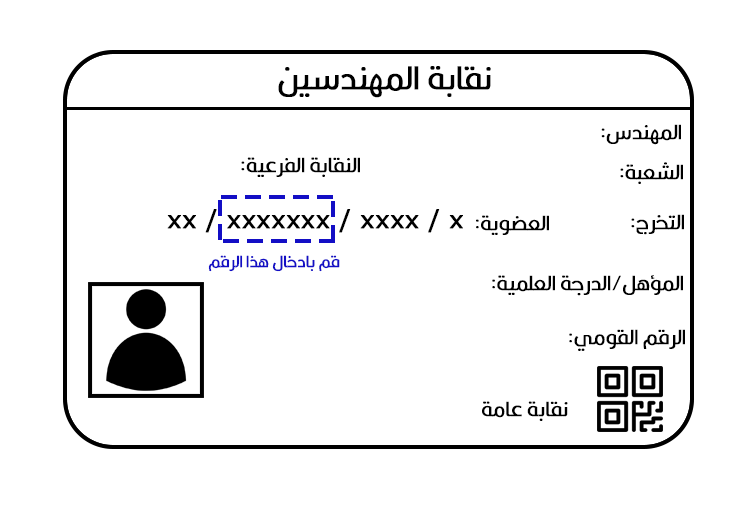 نقابة المهندسين
المهندس:
الشعبة:
النقابة الفرعية:
التخرج:
العضوية: x / xxxx / xxxxxxx / xx
قم بادخال هذا الرقم
المؤهل/الدرجة العلمية:
الرقم القومي:
نقابة عامة